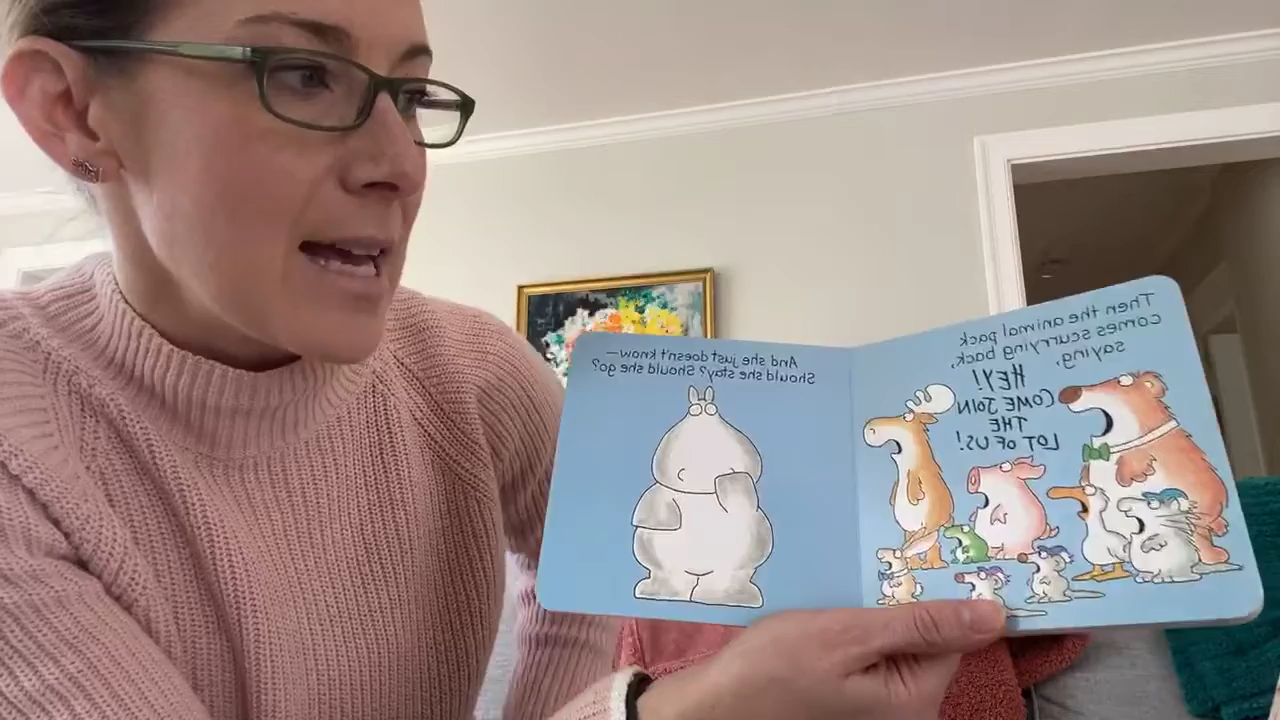 And she just doesn't know—
Should she stay? Should she go?
Then the animal pack
comes scurrying back,
saying,
HEY!
COME JOIN
THE
LOT OF US!